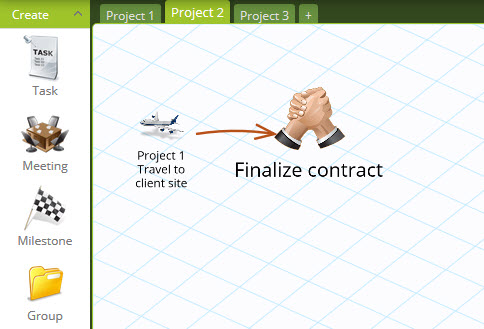 Create
Project 1
Project 2
Project 3
+
TASK
Task
Meeting
Milestone
Group
Project 1
Travel to
client site
Finalize contract